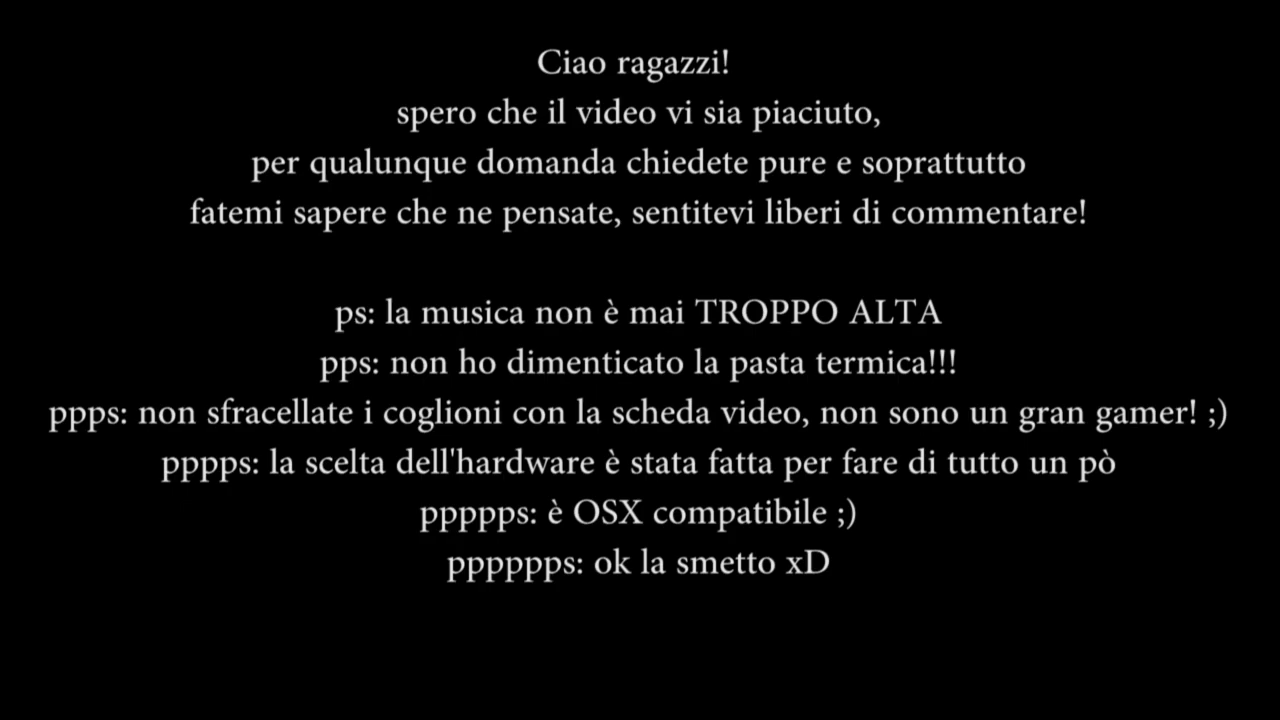 Ciao ragazzi!
spero che il video vi sia piaciuto,
per qualunque domanda chiedete pure e soprattutto
fatemi sapere che ne pensate, sentitevi liberi di commentare!
ps: la musica non è mai TROPPO ALTA
pps: non ho dimenticato la pasta termica!!!
ppps: non sfracellate i coglioni con la scheda video, non sono un gran gamer! ;)
pppps: la scelta dell'hardware è stata fatta per fare di tutto un pò
ppppps: è OSX compatibile ;)
pppppps: ok la smetto xD